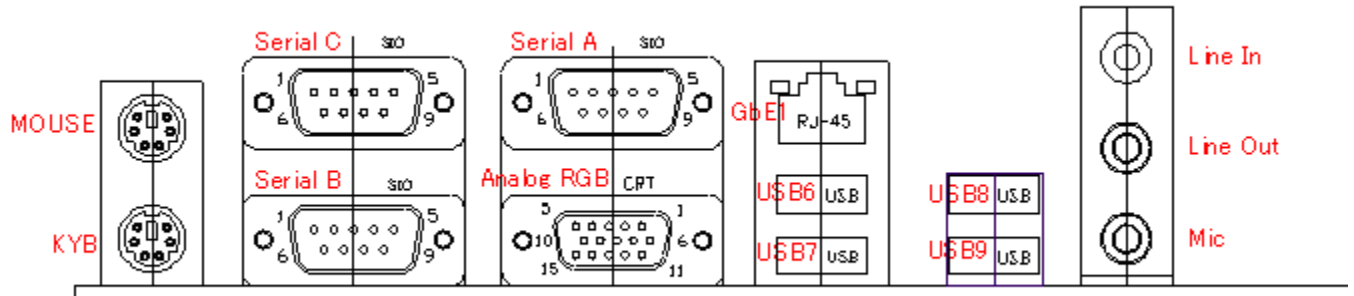 Serial C SIO
Serial A SIO
Line In
1 5
1 5
MOUSE
6 9
6 9
GbE1
RJ-45
Line Out
Serial B SIO
Analog RGB CRT
USB6 USB
USB8 USB
1 5
5 1
KYB
6 9
10 6
15 11
USB7 USB
USB9 USB
Mic